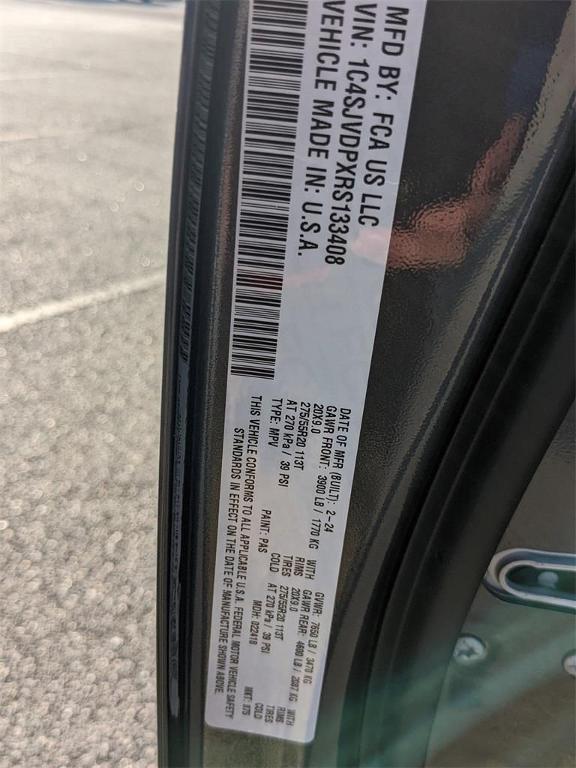 MFD BY: FCA US LLC
VIN: 1C4SJVDPXRS133408
VEHICLE MADE IN: U.S.A.
DATE OF MFR (BUILT): 2-24 GVWR: 7650 LB / 3470 KG
GAWR FRONT: 3900 LB / 1770 KG WITH GAWR REAR: 4600 LB / 2087 KG WITH
20X9.0 RIMS 20X9.0 RIMS
275/55R20 113T TIRES 275/55R20 113T TIRES
AT 270 kPa / 39 PSI COLD AT 270 kPa / 39 PSI COLD
TYPE: MPV PAINT: PAS MDH: 022419
THIS VEHICLE CONFORMS TO ALL APPLICABLE U.S.A. FEDERAL MOTOR VEHICLE SAFETY
STANDARDS IN EFFECT ON THE DATE OF MANUFACTURE SHOWN ABOVE.